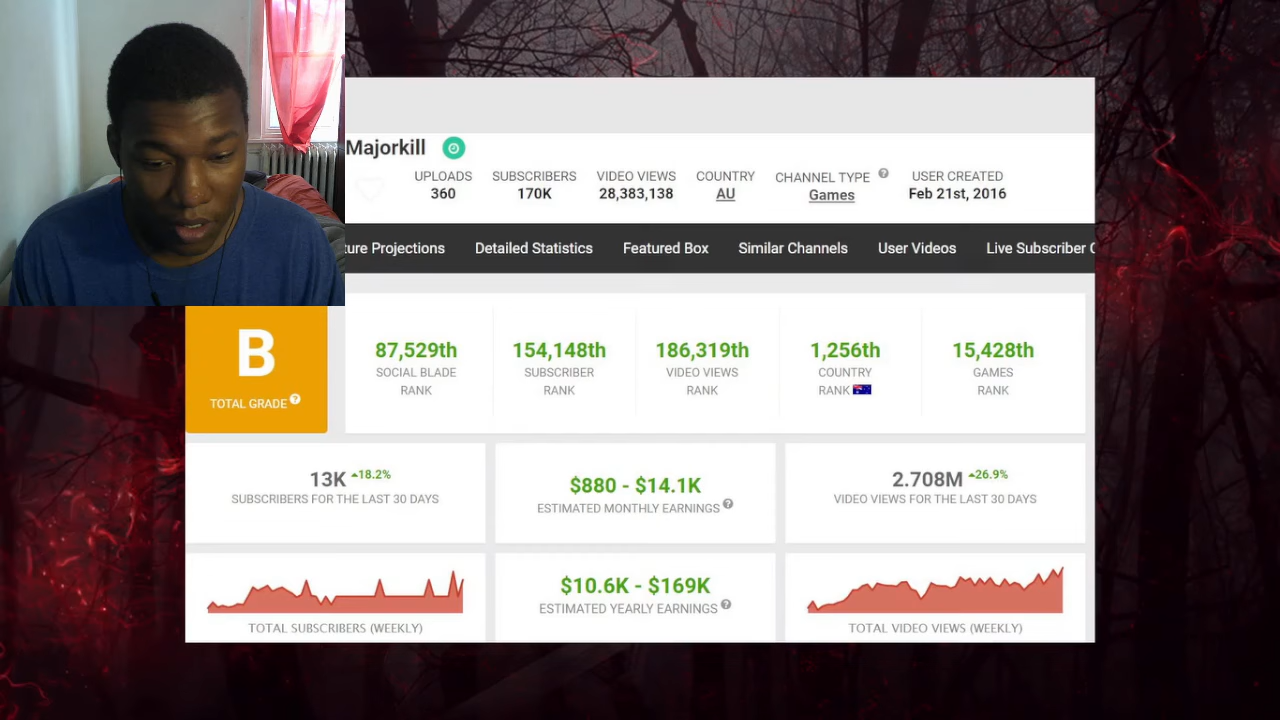 Majorkill
UPLOADS SUBSCRIBERS VIDEO VIEWS COUNTRY CHANNEL TYPE ? USER CREATED
360 170K 28,383,138 AU Games Feb 21st, 2016
ure Projections Detailed Statistics Featured Box Similar Channels User Videos Live Subscriber C
B
TOTAL GRADE ?
87,529th 154,148th 186,319th 1,256th 15,428th
SOCIAL BLADE SUBSCRIBER VIDEO VIEWS COUNTRY GAMES
RANK RANK RANK RANK RANK
13K 18.2%
SUBSCRIBERS FOR THE LAST 30 DAYS
$880 - $14.1K
ESTIMATED MONTHLY EARNINGS ?
2.708M 26.9%
VIDEO VIEWS FOR THE LAST 30 DAYS
TOTAL SUBSCRIBERS (WEEKLY)
$10.6K - $169K
ESTIMATED YEARLY EARNINGS ?
TOTAL VIDEO VIEWS (WEEKLY)